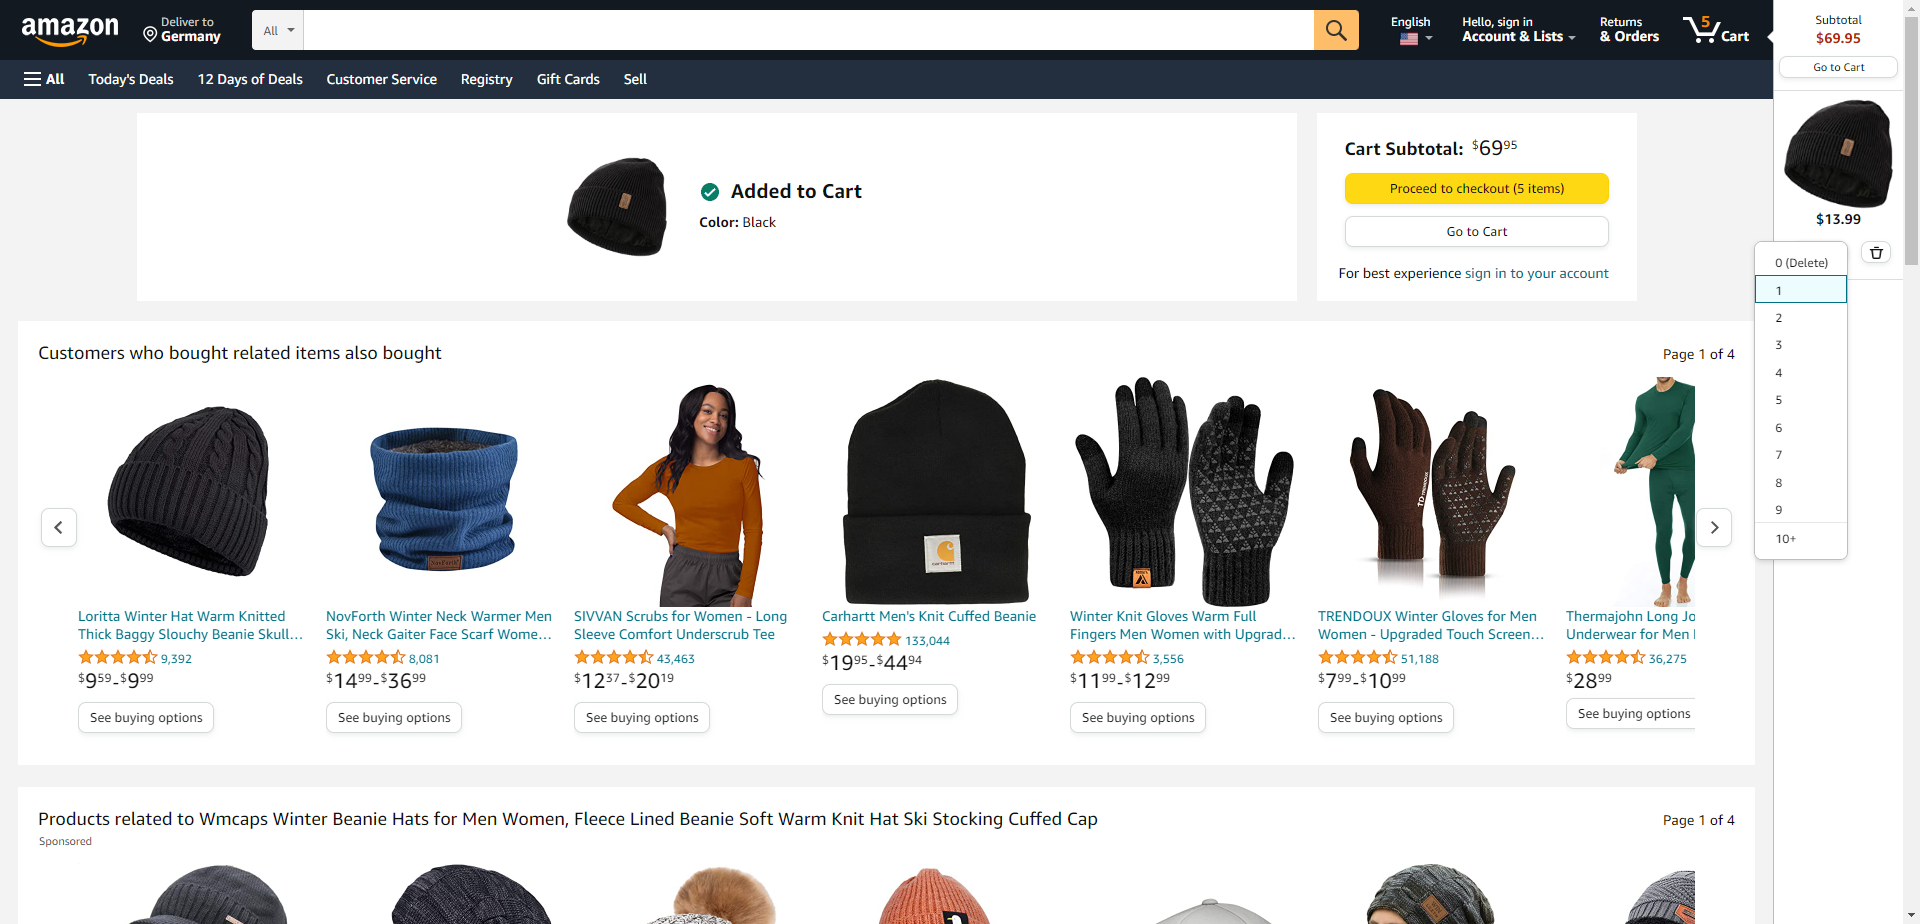 amazon
Deliver to
Germany
All
English
Hello, sign in
Account & Lists
Returns
& Orders
5
Cart
Subtotal
$69.95
Go to Cart
All
Today's Deals
12 Days of Deals
Customer Service
Registry
Gift Cards
Sell
$13.99
0 (Delete)
1
2
3
4
5
6
7
8
9
10+
Added to Cart
Color: Black
Cart Subtotal: $69.95
Proceed to checkout (5 items)
Go to Cart
For best experience sign in to your account
Customers who bought related items also bought
Page 1 of 4
NovForth
carhartt
TRENDOUX
Loritta Winter Hat Warm Knitted
Thick Baggy Slouchy Beanie Skull...
9,392
$9.59-$9.99
See buying options
NovForth Winter Neck Warmer Men
Ski, Neck Gaiter Face Scarf Wome...
8,081
$14.99-$36.99
See buying options
SIVVAN Scrubs for Women - Long
Sleeve Comfort Underscrub Tee
43,463
$12.37-$20.19
See buying options
Carhartt Men's Knit Cuffed Beanie
133,044
$19.95-$44.94
See buying options
Winter Knit Gloves Warm Full
Fingers Men Women with Upgrad...
3,556
$11.99-$12.99
See buying options
TRENDOUX Winter Gloves for Men
Women - Upgraded Touch Screen...
51,188
$7.99-$10.99
See buying options
Thermajohn Long Jo
Underwear for Men
36,275
$28.99
See buying options
Products related to Wmcaps Winter Beanie Hats for Men Women, Fleece Lined Beanie Soft Warm Knit Hat Ski Stocking Cuffed Cap
Page 1 of 4
Sponsored